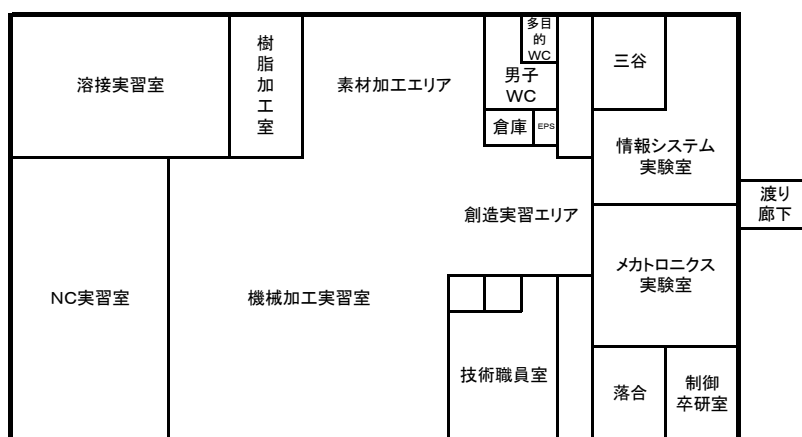 溶接実習室
樹
脂
加
工
室
素材加工エリア
多目
的
WC
男子
WC
倉庫
EPS
三谷
情報システム
実験室
渡り
廊下
創造実習エリア
メカトロニクス
実験室
NC実習室
機械加工実習室
技術職員室
落合
制御
卒研室